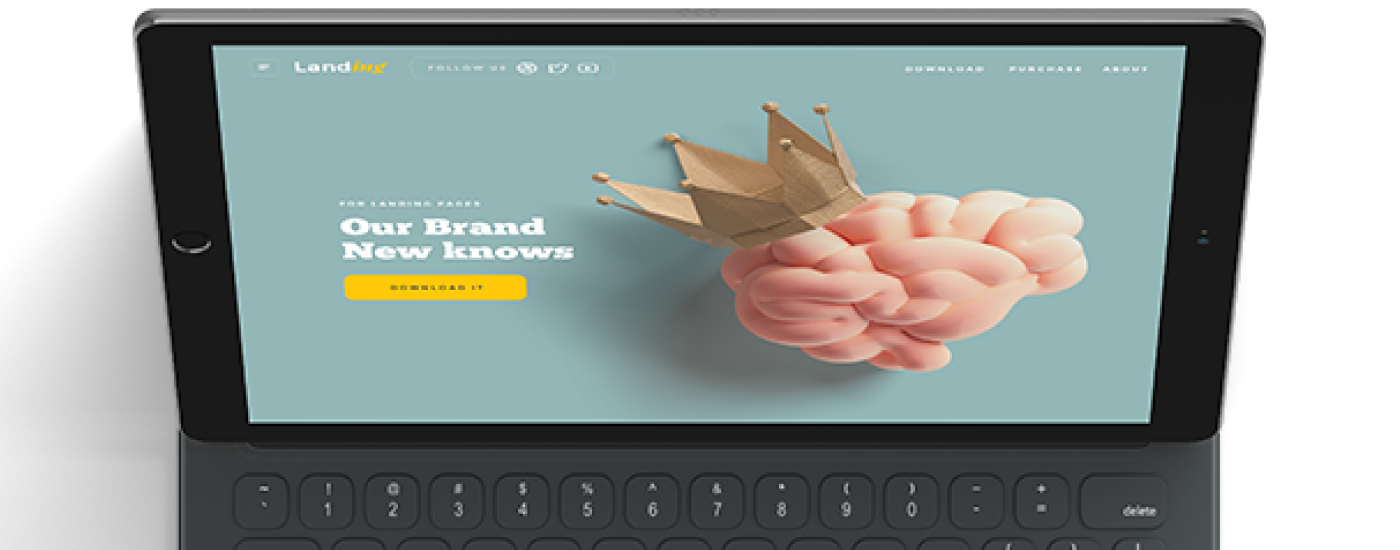 Landing
FOLLOW US
DOWNLOAD PURCHASE ABOUT
FOR LANDING PAGES
Our Brand
New knows
DOWNLOAD IT
~ ! @ # $ % ^ & * ( ) _ +
` 1 2 3 4 5 6 7 8 9 0 - = delete